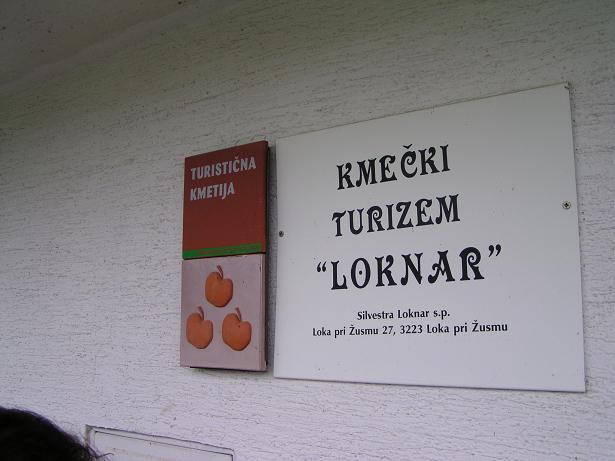 TURISTIČNA
KMETIJA
KMEČKI
TURIZEM
“LOKNAR”
Silvestra Loknar s.p.
Loka pri Žusmu 27, 3223 Loka pri Žusmu